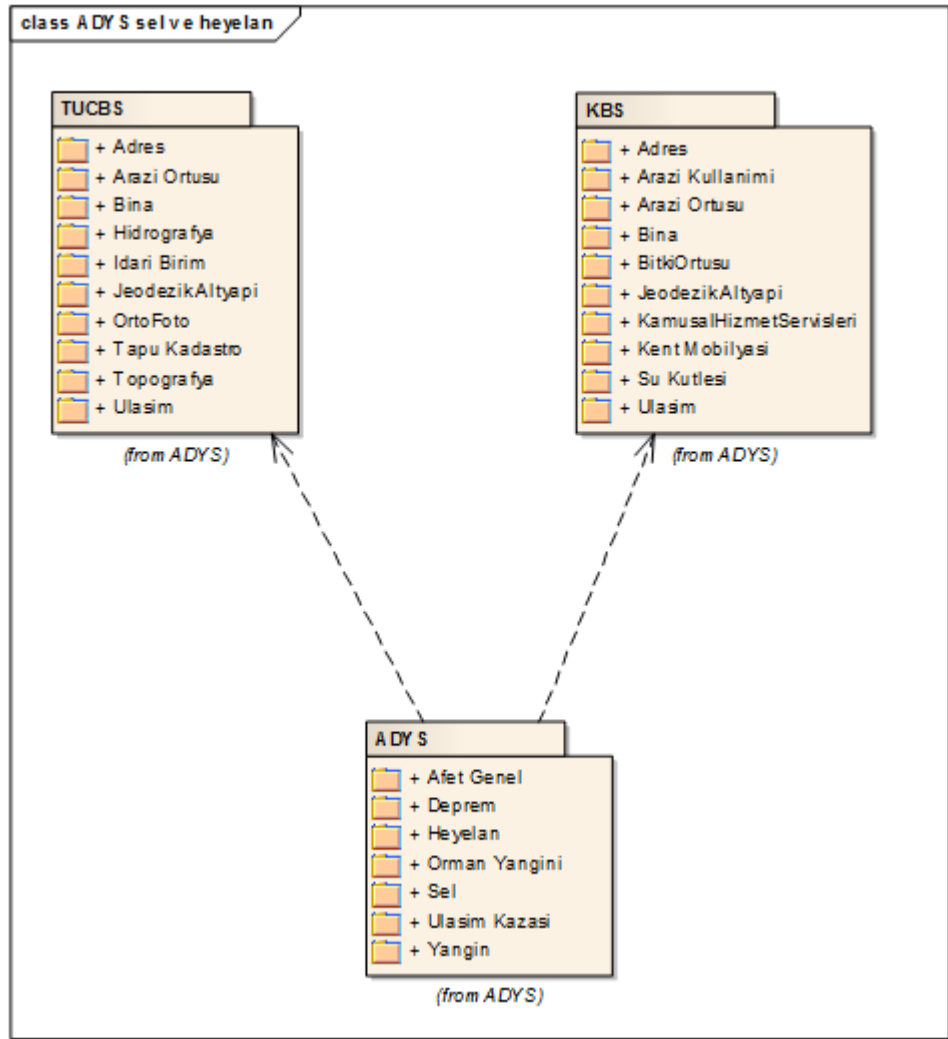 class ADYS sel ve heyelan
TUCBS
+ Adres
+ Arazi Ortusu
+ Bina
+ Hidrografya
+ Idari Birim
+ JeodezikAltyapi
+ OrtoFoto
+ Tapu Kadastro
+ Topografya
+ Ulasim
(from ADYS)
KBS
+ Adres
+ Arazi Kullanimi
+ Arazi Ortusu
+ Bina
+ BitkiOrtusu
+ JeodezikAltyapi
+ KamusalHizmetServisleri
+ Kent Mobilyasi
+ Su Kutlesi
+ Ulasim
(from ADYS)
ADYS
+ Afet Genel
+ Deprem
+ Heyelan
+ Orman Yangini
+ Sel
+ Ulasim Kazasi
+ Yangin
(from ADYS)